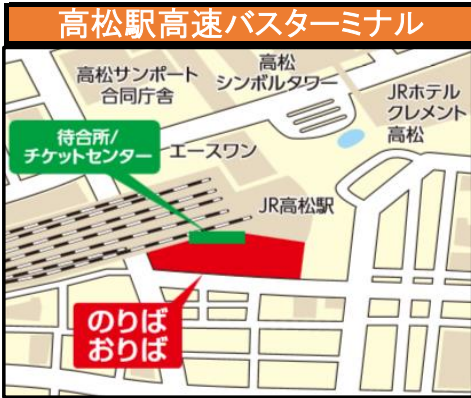 高松駅高速バスターミナル
高松サンポート
合同庁舎
高松
シンボルタワー
JRホテル
クレメント
高松
待合所/
チケットセンター
エースワン
JR高松駅
のりば
おりば